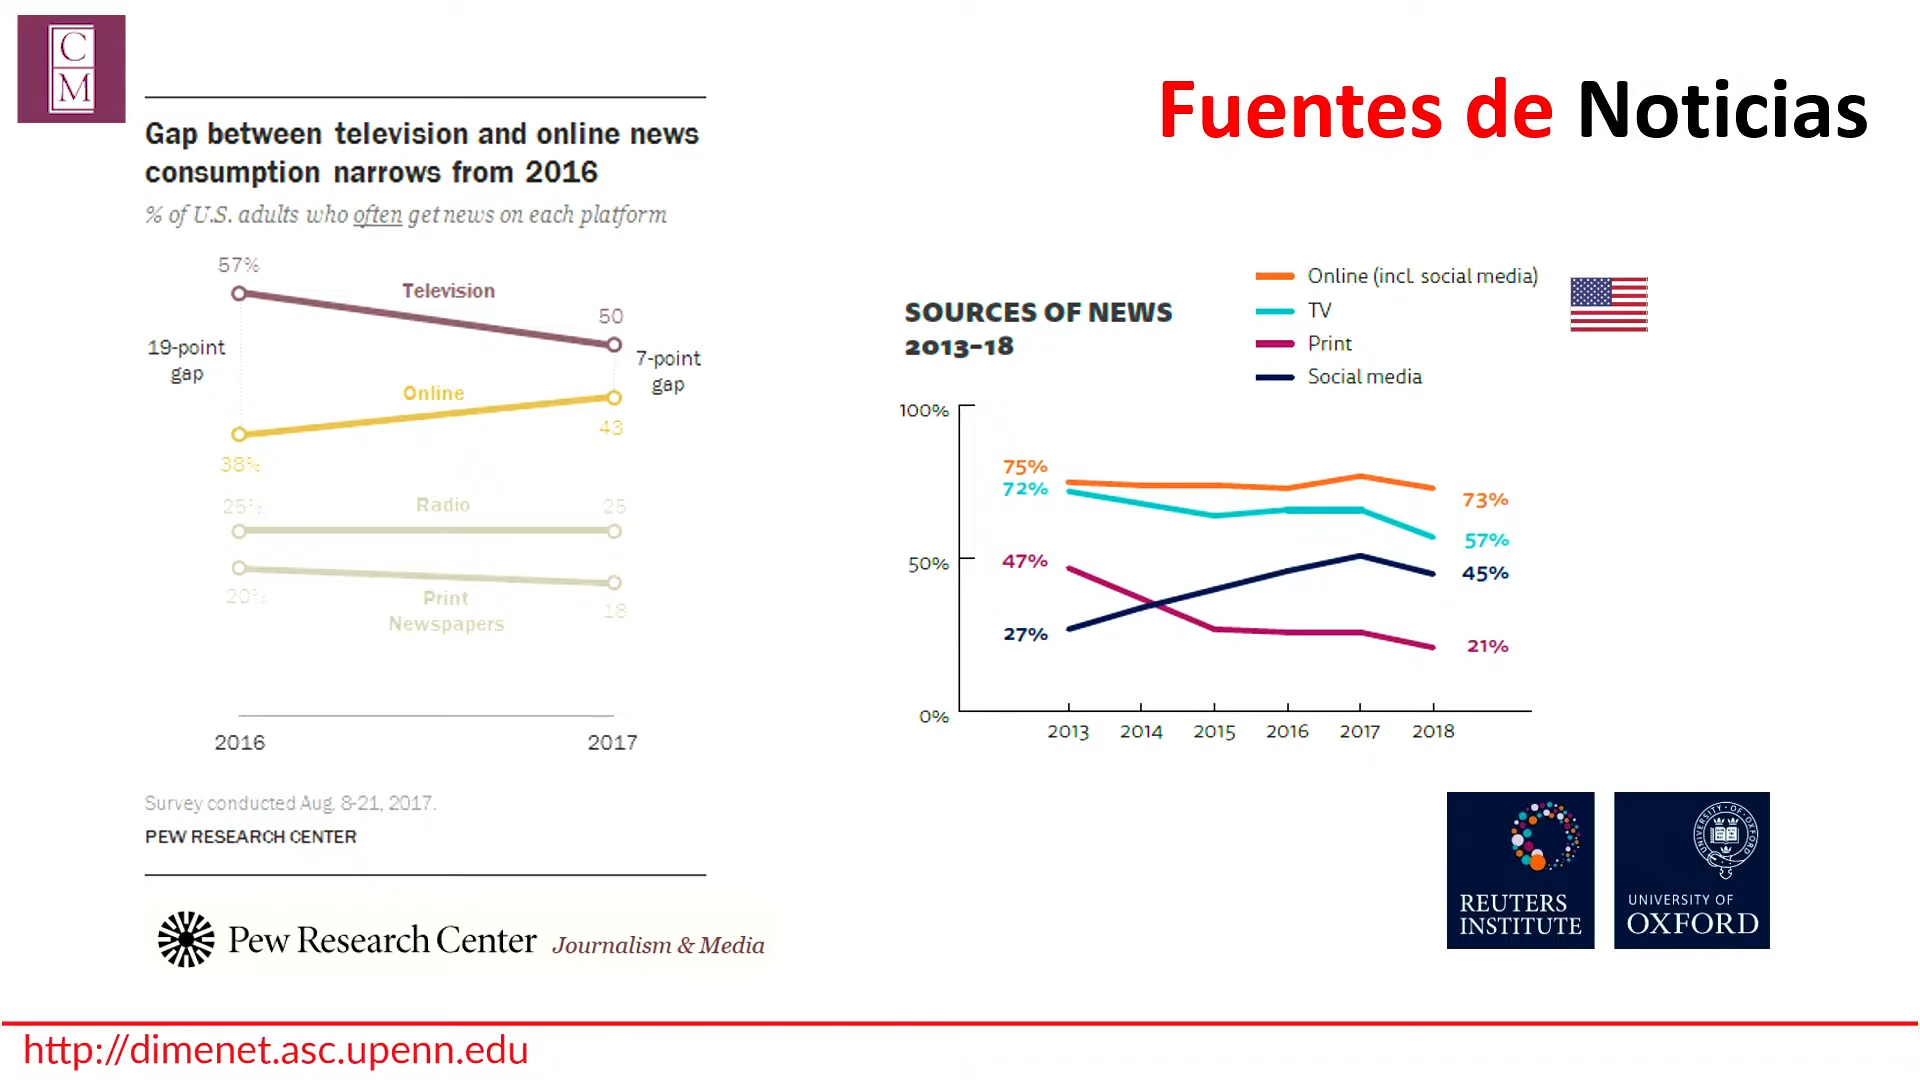 C
M
Fuentes de Noticias
Gap between television and online news
consumption narrows from 2016
% of U.S. adults who often get news on each platform
57%
Television
50
19-point
gap
7-point
gap
Online
43
38%
25%
Radio
25
20%
Print
Newspapers
18
2016
2017
Survey conducted Aug. 8-21, 2017.
PEW RESEARCH CENTER
Pew Research Center Journalism & Media
SOURCES OF NEWS
2013–18
Online (incl. social media)
TV
Print
Social media
100%
50%
0%
75%
72%
47%
27%
73%
57%
45%
21%
2013 2014 2015 2016 2017 2018
REUTERS
INSTITUTE
UNIVERSITY · OF · OXFORD
UNIVERSITY OF
OXFORD
http://dimenet.asc.upenn.edu